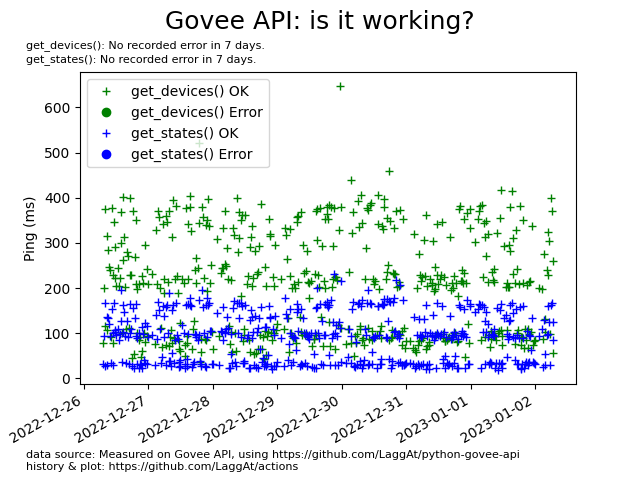 Govee API: is it working?
get_devices(): No recorded error in 7 days.
get_states(): No recorded error in 7 days.
get_devices() OK
get_devices() Error
get_states() OK
get_states() Error
Ping (ms)
600
500
400
300
200
100
0
2022-12-26
2022-12-27
2022-12-28
2022-12-29
2022-12-30
2022-12-31
2023-01-01
2023-01-02
data source: Measured on Govee API, using https://github.com/LaggAt/python-govee-api
history & plot: https://github.com/LaggAt/actions